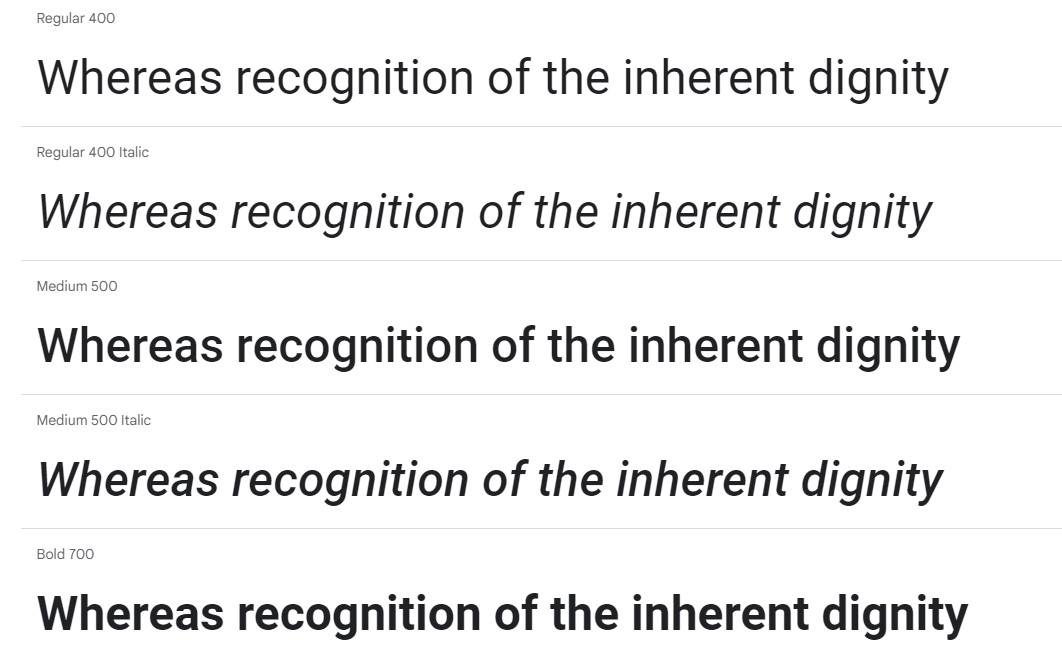 Regular 400
Whereas recognition of the inherent dignity
Regular 400 Italic
Whereas recognition of the inherent dignity
Medium 500
Whereas recognition of the inherent dignity
Medium 500 Italic
Whereas recognition of the inherent dignity
Bold 700
Whereas recognition of the inherent dignity